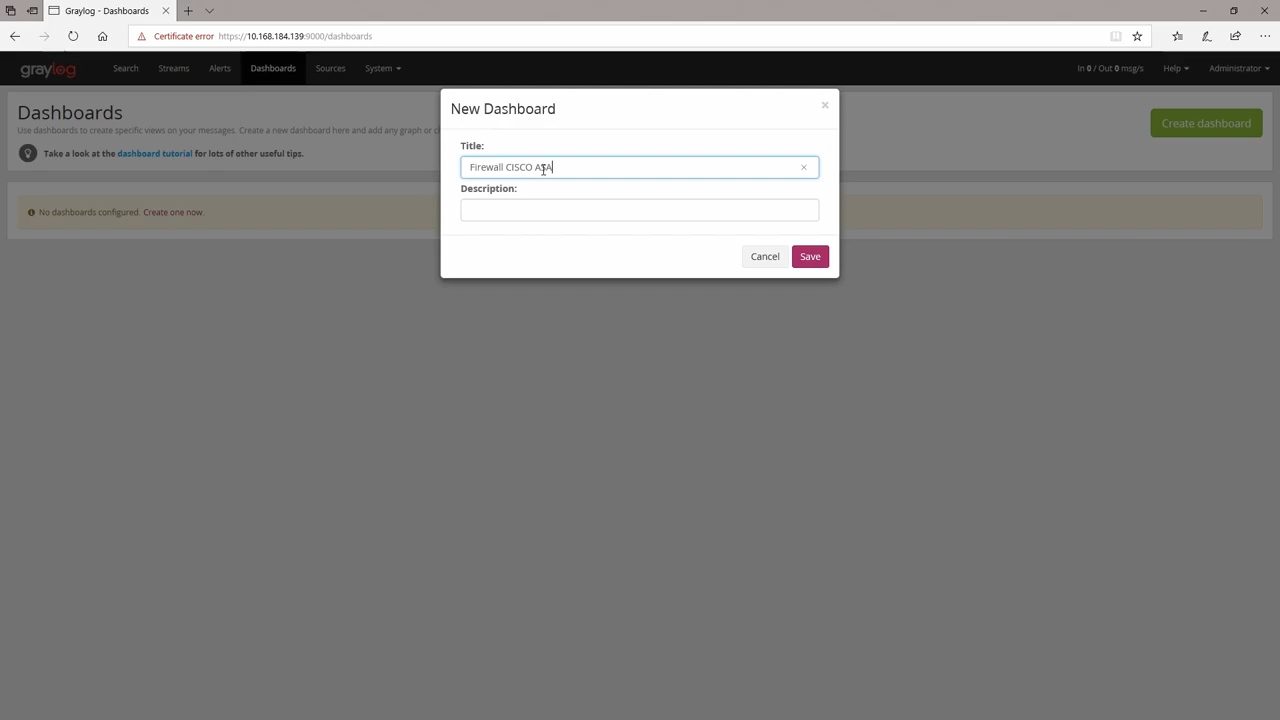 Graylog - Dashboards
Certificate error https://10.168.184.139:9000/dashboards
graylog Search Streams Alerts Dashboards Sources System In 0 / Out 0 msg/s Help Administrator
Dashboards
Use dashboards to create specific views on your messages. Create a new dashboard here and add any graph or
Create dashboard
Take a look at the dashboard tutorial for lots of other useful tips.
No dashboards configured. Create one now.
New Dashboard
Title:
Firewall CISCO ASA
Description:
Cancel Save